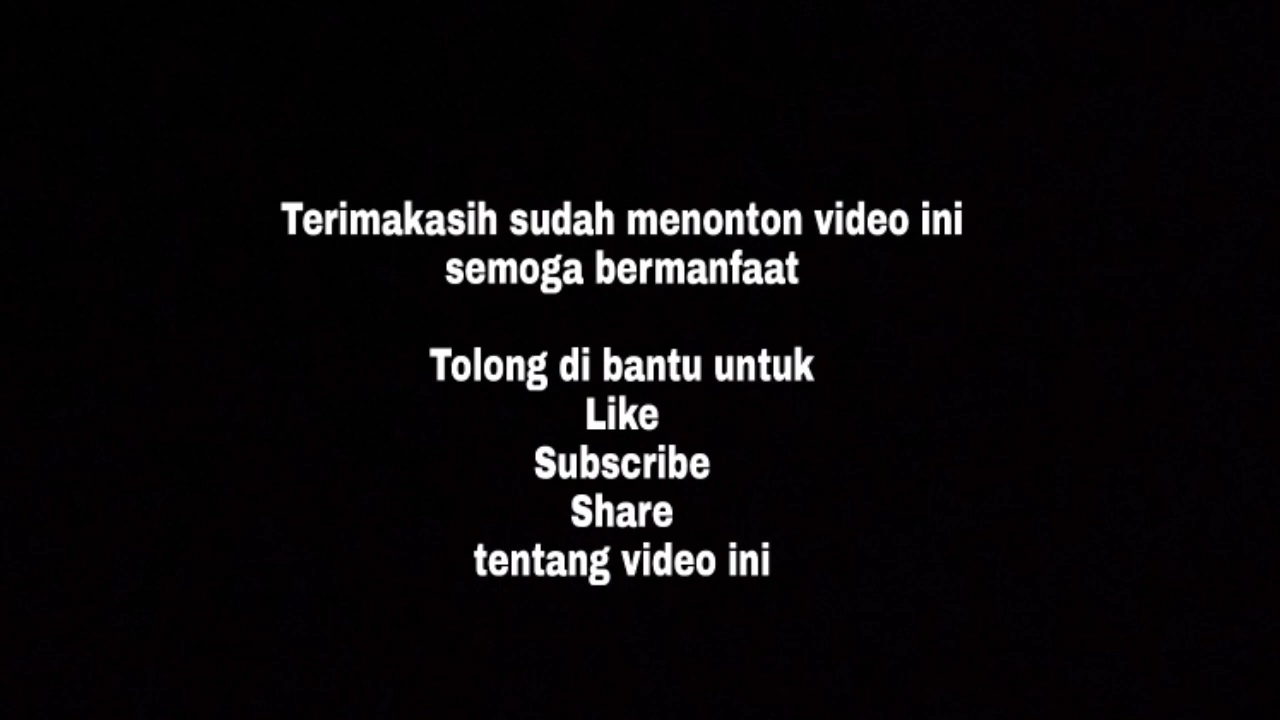 Terimakasih sudah menonton video ini
semoga bermanfaat
Tolong di bantu untuk
Like
Subscribe
Share
tentang video ini